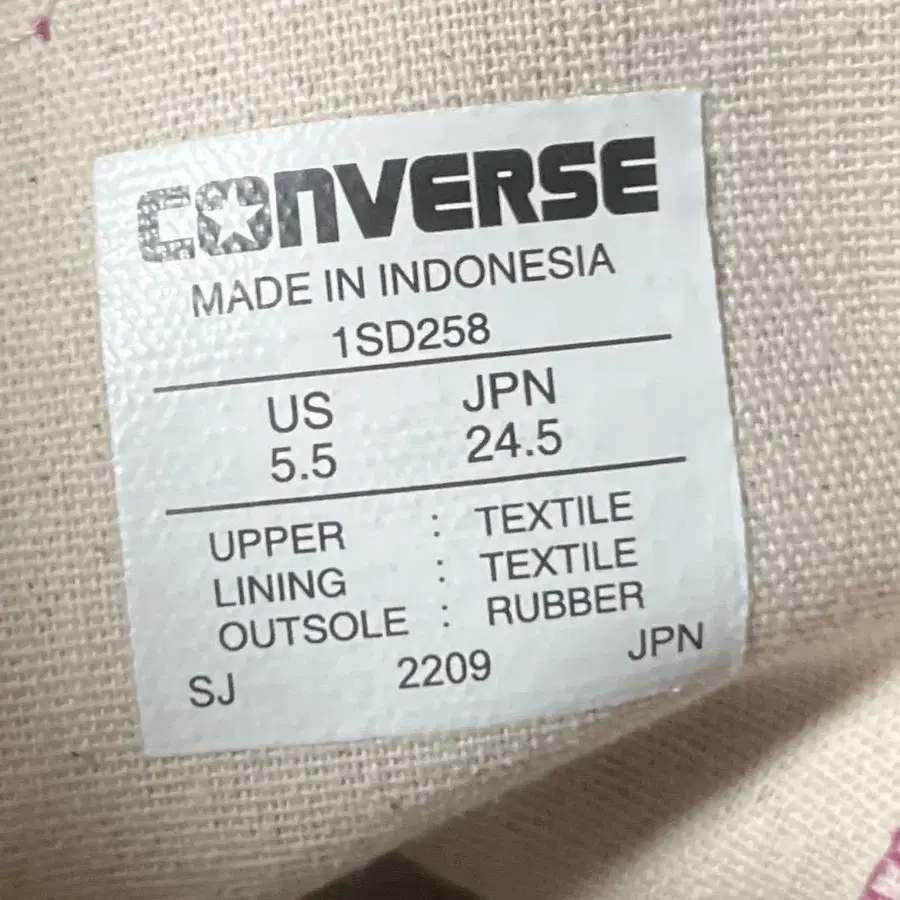 CONVERSE
MADE IN INDONESIA
1SD258
US JPN
5.5 24.5
UPPER : TEXTILE
LINING : TEXTILE
OUTSOLE : RUBBER
SJ 2209 JPN